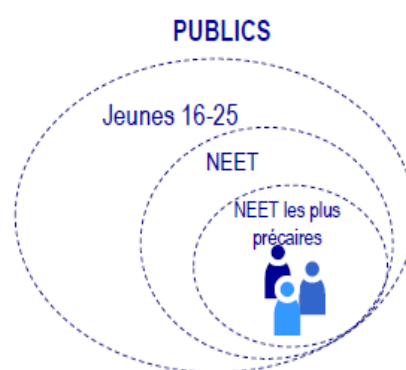 PUBLICS
Jeunes 16-25
NEET
NEET les plus
précaires